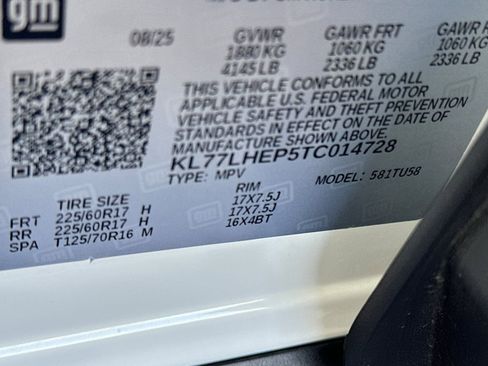 gm
08/25
GVWR
1880 KG
4145 LB
GAWR FRT
1060 KG
2336 LB
GAWR
1060 KG
2336 LB
THIS VEHICLE CONFORMS TO ALL
APPLICABLE U.S. FEDERAL MOTOR
VEHICLE SAFETY AND THEFT PREVENTION
STANDARDS IN EFFECT ON THE DATE OF
MANUFACTURE SHOWN ABOVE.
KL77LHEP5TC014728
TYPE: MPV
MODEL: 581TU58
TIRE SIZE
RIM
FRT 225/60R17 H 17X7.5J
RR 225/60R17 H 17X7.5J
SPA T125/70R16 M 16X4BT